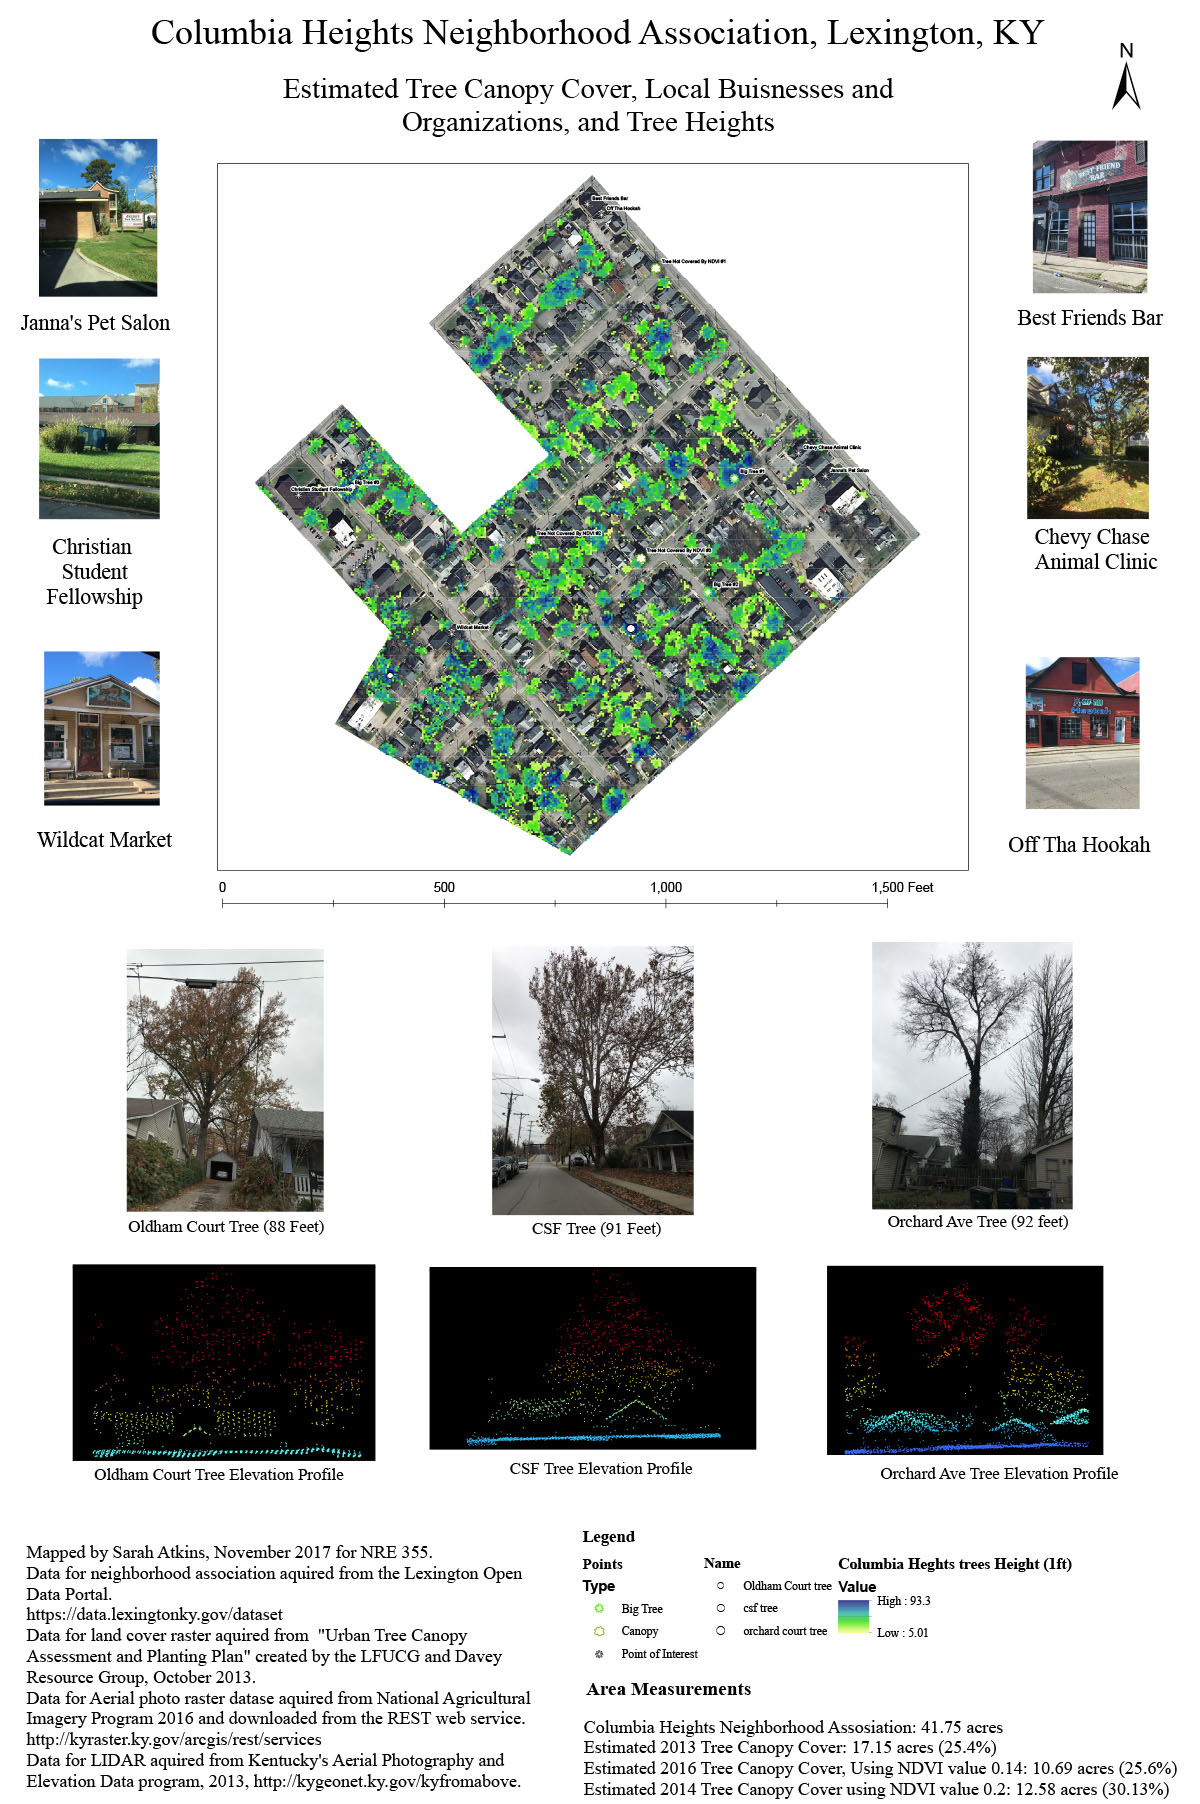 Columbia Heights Neighborhood Association, Lexington, KY
Estimated Tree Canopy Cover, Local Buisnesses and
Organizations, and Tree Heights
N
Janna's Pet Salon
Christian
Student
Fellowship
Wildcat Market
BEST FRIEND
BAR
Best Friends Bar
Chevy Chase
Animal Clinic
OFF THA
Hookah
Off Tha Hookah
Best Friends Bar
Off Tha Hookah
Tree Not Covered By NDVI #1
Chevy Chase Animal Clinic
Big Tree #1
Janna's Pet Salon
Big Tree #3
Christian Student Fellowship
Tree Not Covered By NDVI #2
Tree Not Covered By NDVI #3
Big Tree #2
Wildcat Market
0 500 1,000 1,500 Feet
Oldham Court Tree (88 Feet)
CSF Tree (91 Feet)
Orchard Ave Tree (92 feet)
Oldham Court Tree Elevation Profile
CSF Tree Elevation Profile
Orchard Ave Tree Elevation Profile
Mapped by Sarah Atkins, November 2017 for NRE 355.
Data for neighborhood association aquired from the Lexington Open
Data Portal.
https://data.lexingtonky.gov/dataset
Data for land cover raster aquired from "Urban Tree Canopy
Assessment and Planting Plan" created by the LFUCG and Davey
Resource Group, October 2013.
Data for Aerial photo raster datase aquired from National Agricultural
Imagery Program 2016 and downloaded from the REST web service.
http://kyraster.ky.gov/arcgis/rest/services
Data for LIDAR aquired from Kentucky's Aerial Photography and
Elevation Data program, 2013, http://kygeonet.ky.gov/kyfromabove.
Legend
Points
Type
Big Tree
Canopy
Point of Interest
Name
Oldham Court tree
csf tree
orchard court tree
Columbia Heghts trees Height (1ft)
Value
High : 93.3
Low : 5.01
Area Measurements
Columbia Heights Neighborhood Assosiation: 41.75 acres
Estimated 2013 Tree Canopy Cover: 17.15 acres (25.4%)
Estimated 2016 Tree Canopy Cover, Using NDVI value 0.14: 10.69 acres (25.6%)
Estimated 2014 Tree Canopy Cover using NDVI value 0.2: 12.58 acres (30.13%)